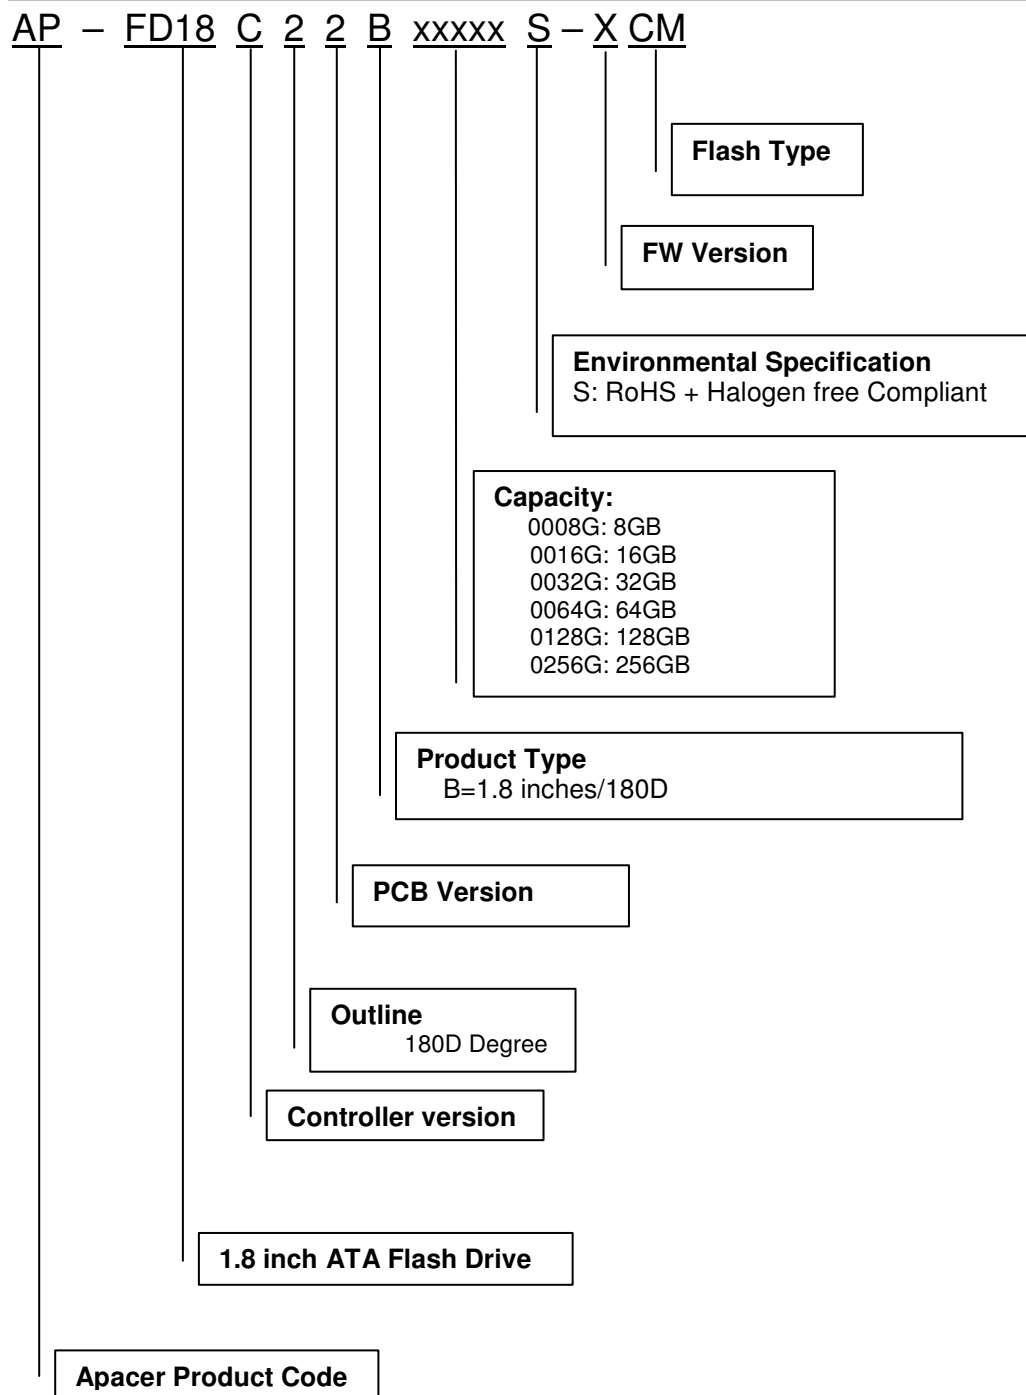 AP – FD18 C 2 2 B xxxxx S – X CM
Flash Type
FW Version
Environmental Specification
S: RoHS + Halogen free Compliant
Capacity:
0008G: 8GB
0016G: 16GB
0032G: 32GB
0064G: 64GB
0128G: 128GB
0256G: 256GB
Product Type
B=1.8 inches/180D
PCB Version
Outline
180D Degree
Controller version
1.8 inch ATA Flash Drive
Apacer Product Code